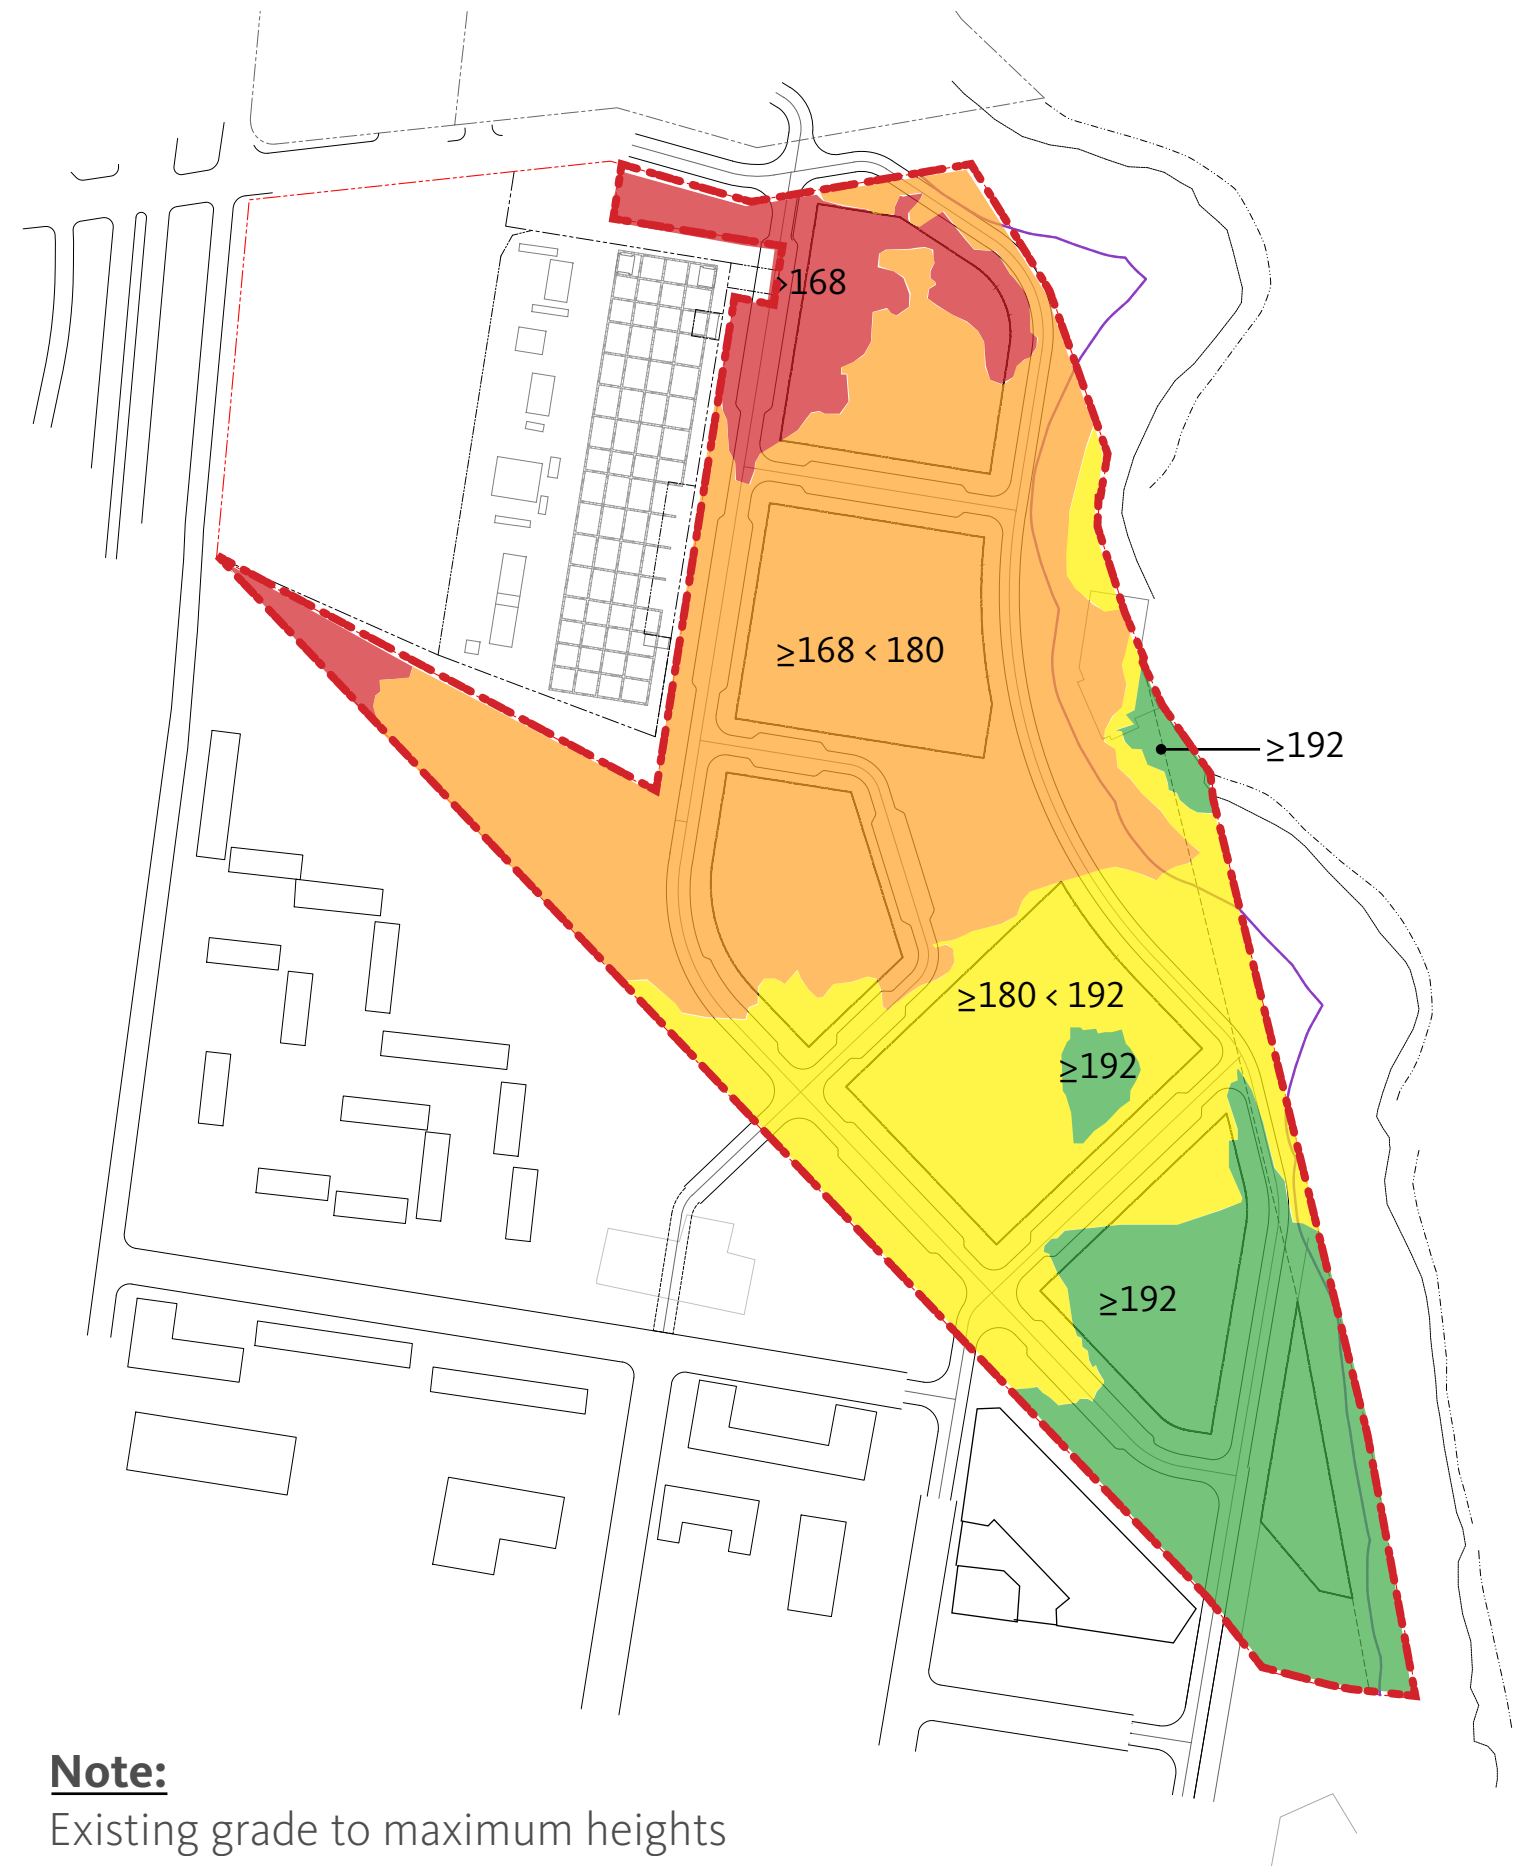 >168
≥168 < 180
≥192
≥180 < 192
≥192
≥192
Note:
Existing grade to maximum heights